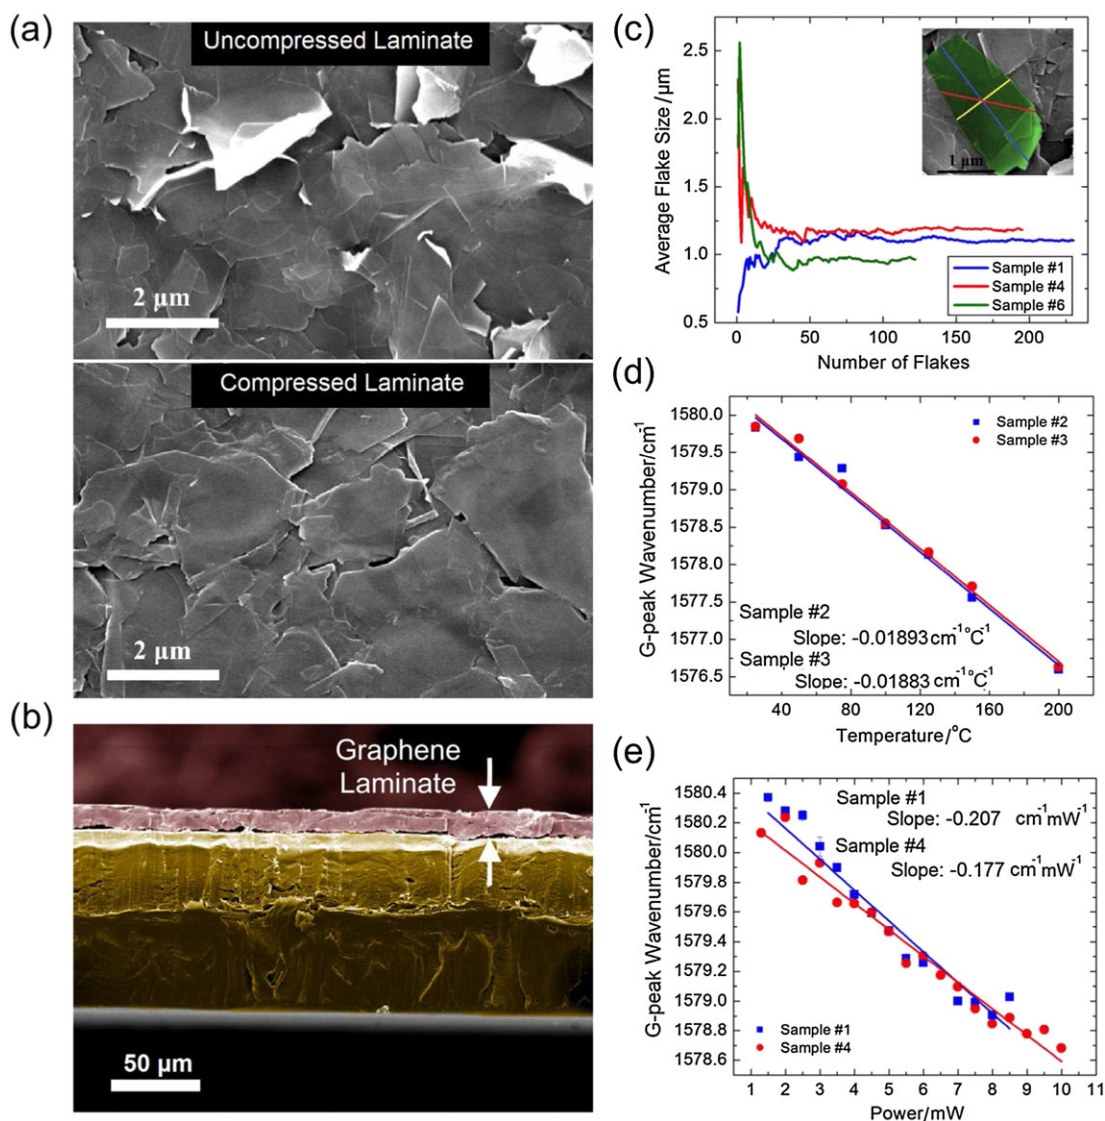 (a)
Uncompressed Laminate
2 μm
Compressed Laminate
2 μm
(b)
Graphene
Laminate
50 μm
(c)
Average Flake Size/μm
2.5
2.0
1.5
1.0
0.5
1 μm
Sample #1
Sample #4
Sample #6
0 50 100 150 200
Number of Flakes
(d)
G-peak Wavenumber/cm⁻¹
1580.0
1579.5
1579.0
1578.5
1578.0
1577.5
1577.0
1576.5
Sample #2
Sample #3
Sample #2
Slope: -0.01893 cm⁻¹°C⁻¹
Sample #3
Slope: -0.01883 cm⁻¹°C⁻¹
40 80 120 160 200
Temperature/°C
(e)
G-peak Wavenumber/cm⁻¹
1580.4
1580.2
1580.0
1579.8
1579.6
1579.4
1579.2
1579.0
1578.8
1578.6
Sample #1
Slope: -0.207 cm⁻¹mW⁻¹
Sample #4
Slope: -0.177 cm⁻¹mW⁻¹
Sample #1
Sample #4
1 2 3 4 5 6 7 8 9 10 11
Power/mW